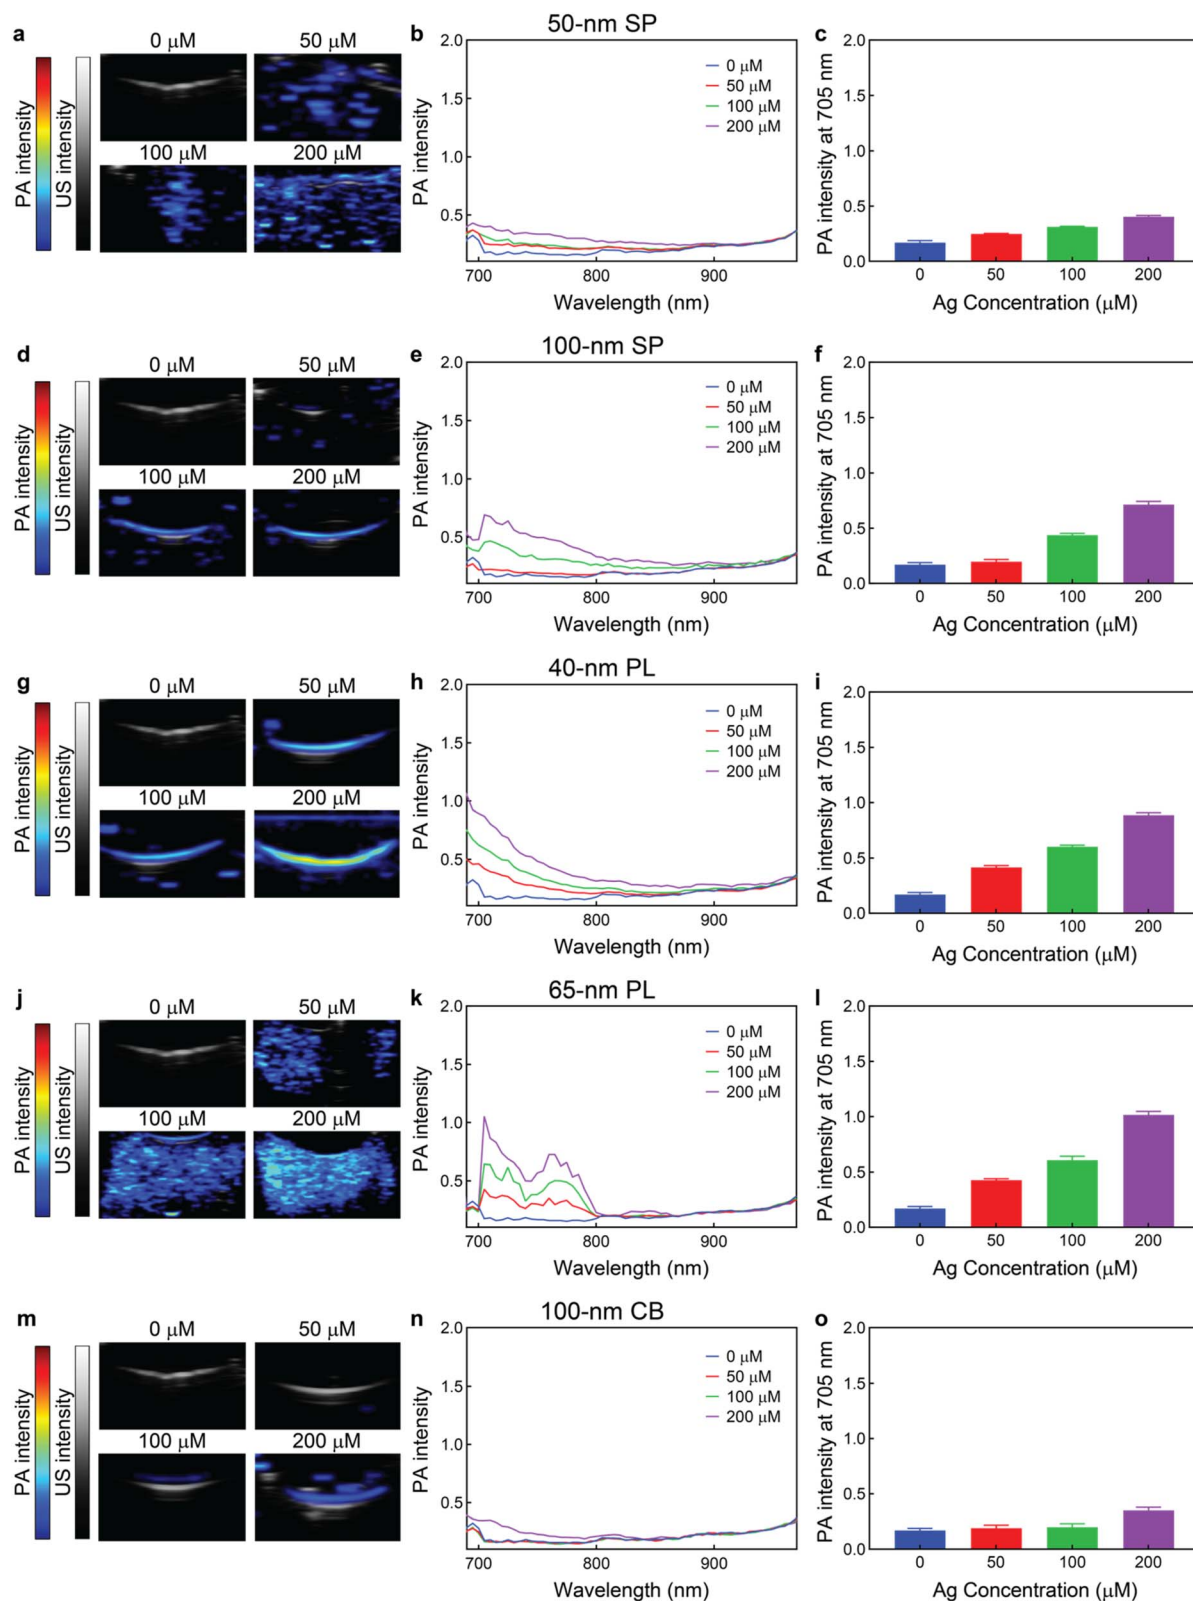 50-nm SP
a
0 μM
50 μM
100 μM
200 μM
PA intensity
US intensity
b
2.0
1.5
1.0
0.5
PA intensity
0 μM
50 μM
100 μM
200 μM
700
800
900
Wavelength (nm)
c
2.0
1.5
1.0
0.5
0.0
PA intensity at 705 nm
0
50
100
200
Ag Concentration (μM)
100-nm SP
d
0 μM
50 μM
100 μM
200 μM
PA intensity
US intensity
e
2.0
1.5
1.0
0.5
PA intensity
0 μM
50 μM
100 μM
200 μM
700
800
900
Wavelength (nm)
f
2.0
1.5
1.0
0.5
0.0
PA intensity at 705 nm
0
50
100
200
Ag Concentration (μM)
40-nm PL
g
0 μM
50 μM
100 μM
200 μM
PA intensity
US intensity
h
2.0
1.5
1.0
0.5
PA intensity
0 μM
50 μM
100 μM
200 μM
700
800
900
Wavelength (nm)
i
2.0
1.5
1.0
0.5
0.0
PA intensity at 705 nm
0
50
100
200
Ag Concentration (μM)
65-nm PL
j
0 μM
50 μM
100 μM
200 μM
PA intensity
US intensity
k
2.0
1.5
1.0
0.5
PA intensity
0 μM
50 μM
100 μM
200 μM
700
800
900
Wavelength (nm)
l
2.0
1.5
1.0
0.5
0.0
PA intensity at 705 nm
0
50
100
200
Ag Concentration (μM)
100-nm CB
m
0 μM
50 μM
100 μM
200 μM
PA intensity
US intensity
n
2.0
1.5
1.0
0.5
PA intensity
0 μM
50 μM
100 μM
200 μM
700
800
900
Wavelength (nm)
o
2.0
1.5
1.0
0.5
0.0
PA intensity at 705 nm
0
50
100
200
Ag Concentration (μM)